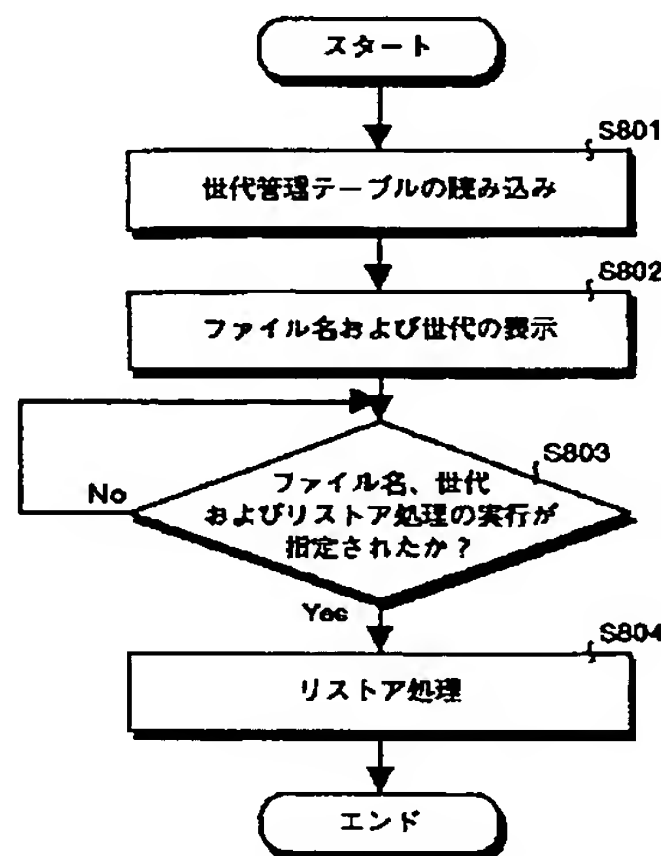 スタート
S801
世代管理テーブルの読み込み
S802
ファイル名および世代の表示
S803
ファイル名、世代
およびリストア処理の実行が
指定されたか？
No
Yes
S804
リストア処理
エンド